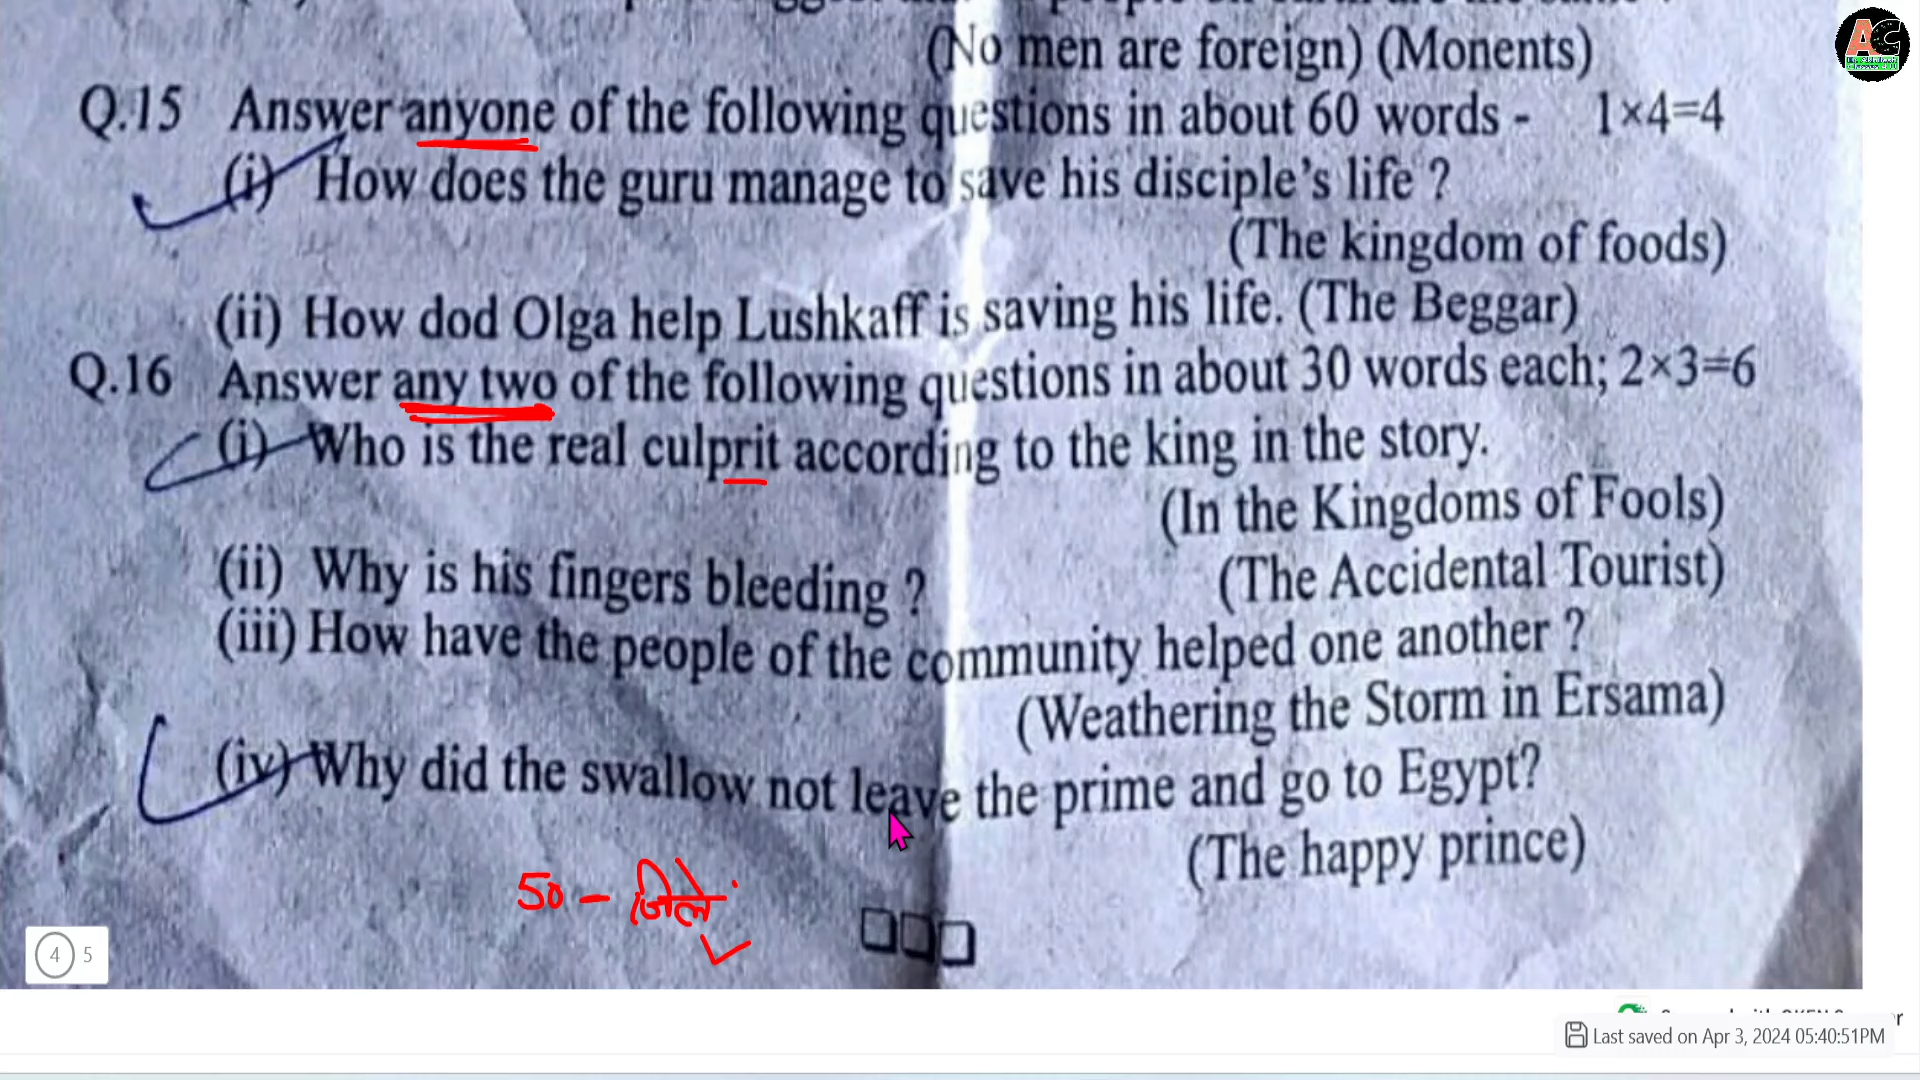 (No men are foreign) (Monents)
Q.15 Answer anyone of the following questions in about 60 words - 1×4=4
(i) How does the guru manage to save his disciple's life ?
(The kingdom of foods)
(ii) How dod Olga help Lushkaff is saving his life. (The Beggar)
Q.16 Answer any two of the following questions in about 30 words each; 2×3=6
(i) Who is the real culprit according to the king in the story.
(In the Kingdoms of Fools)
(ii) Why is his fingers bleeding ? (The Accidental Tourist)
(iii) How have the people of the community helped one another ?
(Weathering the Storm in Ersama)
(iv) Why did the swallow not leave the prime and go to Egypt?
(The happy prince)
50 -
4 5
Last saved on Apr 3, 2024 05:40:51PM
AC